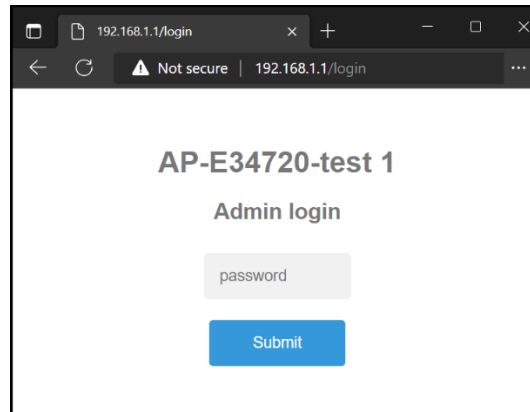 192.168.1.1/login
Not secure | 192.168.1.1/login
AP-E34720-test 1
Admin login
password
Submit